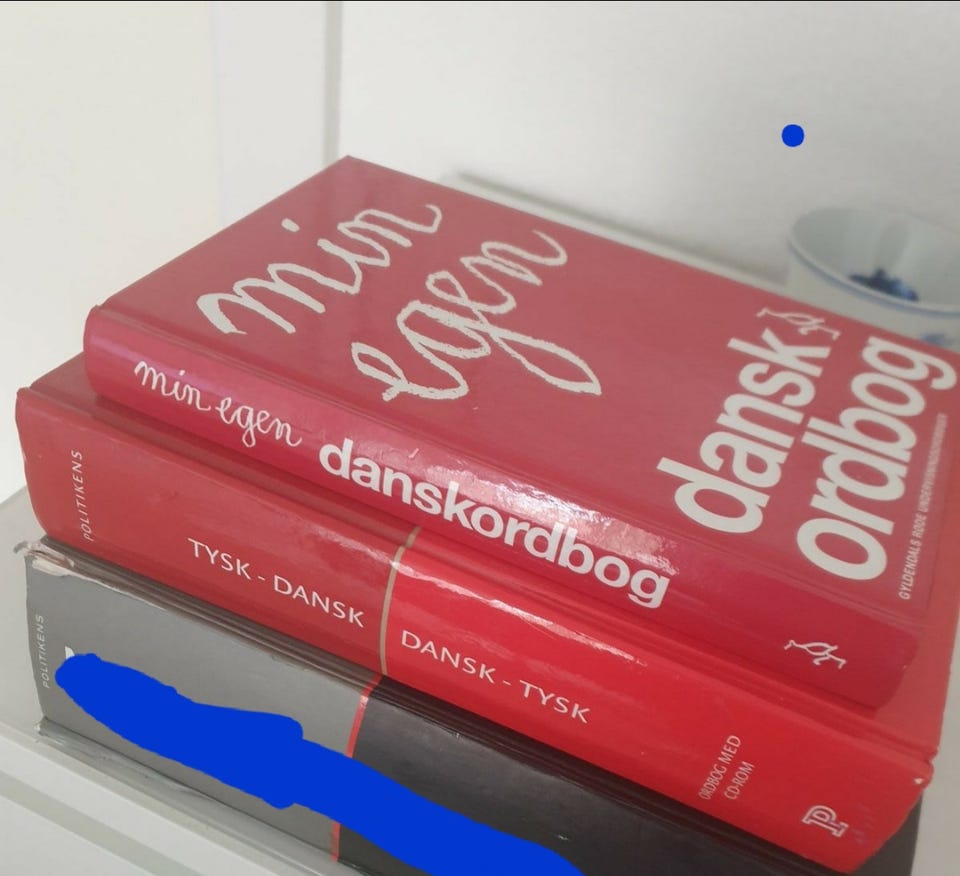 min
egen
dansk
ordbog
GYLDENDALS RØDE UNDERVISNINGSORDBØGER
min egen danskordbog
POLITIKENS
TYSK - DANSK
DANSK - TYSK
ORDBOG MED
CD-ROM
P
POLITIKENS